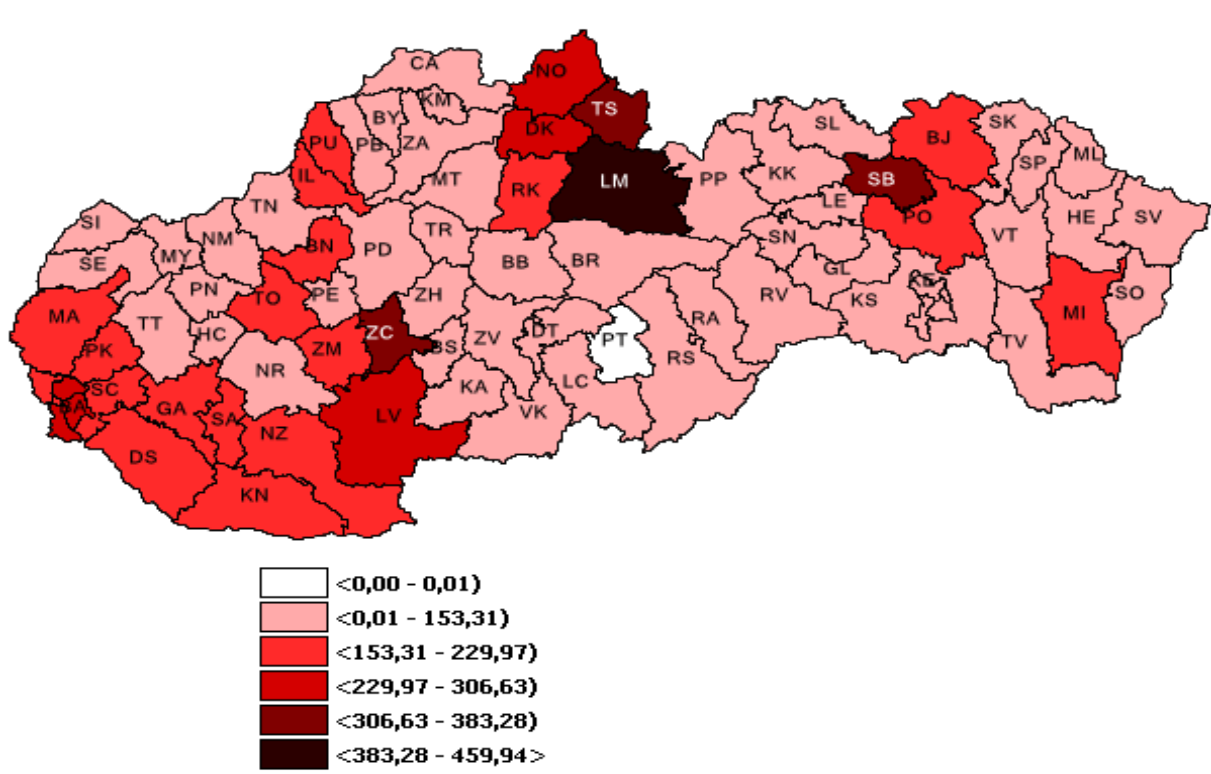 CA
NO
KM
TS
BY
PU
PB
ZA
DK
SL
BJ
SK
SP
ML
IL
MT
RK
LM
PP
KK
SB
LE
PO
HE
SV
TN
SI
NM
BN
PD
TR
SN
VT
SE
MY
BB
BR
GL
PN
TO
PE
ZH
RV
KS
KE
SO
MA
TT
HC
ZC
ZV
DT
PT
RA
MI
PK
ZM
BS
RS
TV
NR
KA
LC
SC
BA
GA
SA
NZ
LV
VK
DS
KN
<0,00 - 0,01)
<0,01 - 153,31)
<153,31 - 229,97)
<229,97 - 306,63)
<306,63 - 383,28)
<383,28 - 459,94>